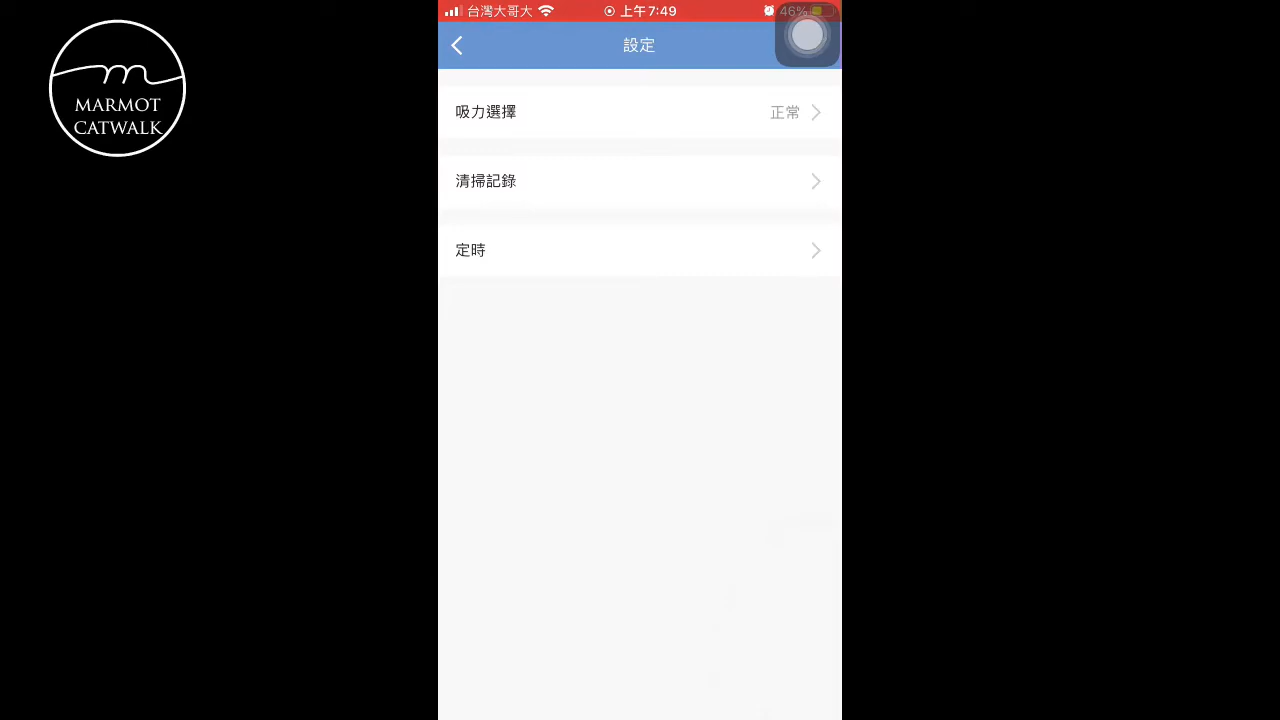 MARMOT
CATWALK
台灣大哥大
上午7:49
46%
設定
吸力選擇
正常
清掃記錄
定時